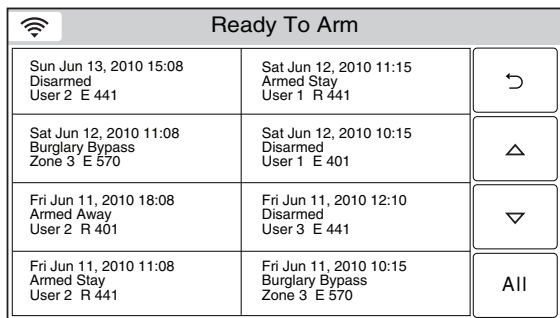 Ready To Arm
Sun Jun 13, 2010 15:08
Disarmed
User 2 E 441
Sat Jun 12, 2010 11:15
Armed Stay
User 1 R 441
Sat Jun 12, 2010 11:08
Burglary Bypass
Zone 3 E 570
Sat Jun 12, 2010 10:15
Disarmed
User 1 E 401
Fri Jun 11, 2010 18:08
Armed Away
User 2 R 401
Fri Jun 11, 2010 12:10
Disarmed
User 3 E 441
Fri Jun 11, 2010 11:08
Armed Stay
User 2 R 441
Fri Jun 11, 2010 10:15
Burglary Bypass
Zone 3 E 570
All